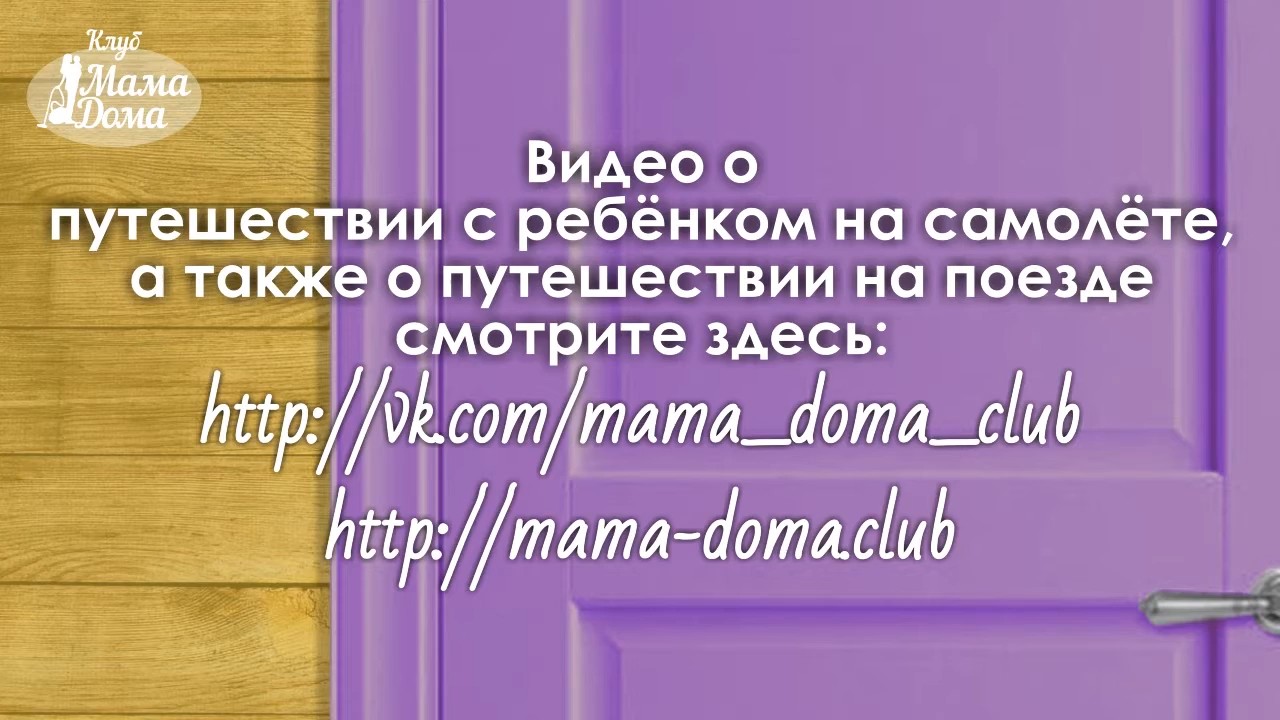 Клуб
Мама
Дома
Видео о
путешествии с ребёнком на самолёте,
а также о путешествии на поезде
смотрите здесь:
http://vk.com/mama_doma_club
http://mama-doma.club